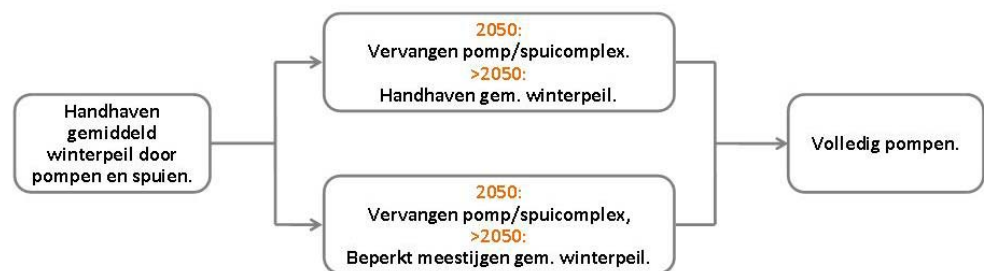 Handhaven
gemiddeld
winterpeil door
pompen en spuien.
2050:
Vervangen pomp/spuicomplex.
>2050:
Handhaven gem. winterpeil.
2050:
Vervangen pomp/spuicomplex,
>2050:
Beperkt meestijgen gem. winterpeil.
Volledig pompen.